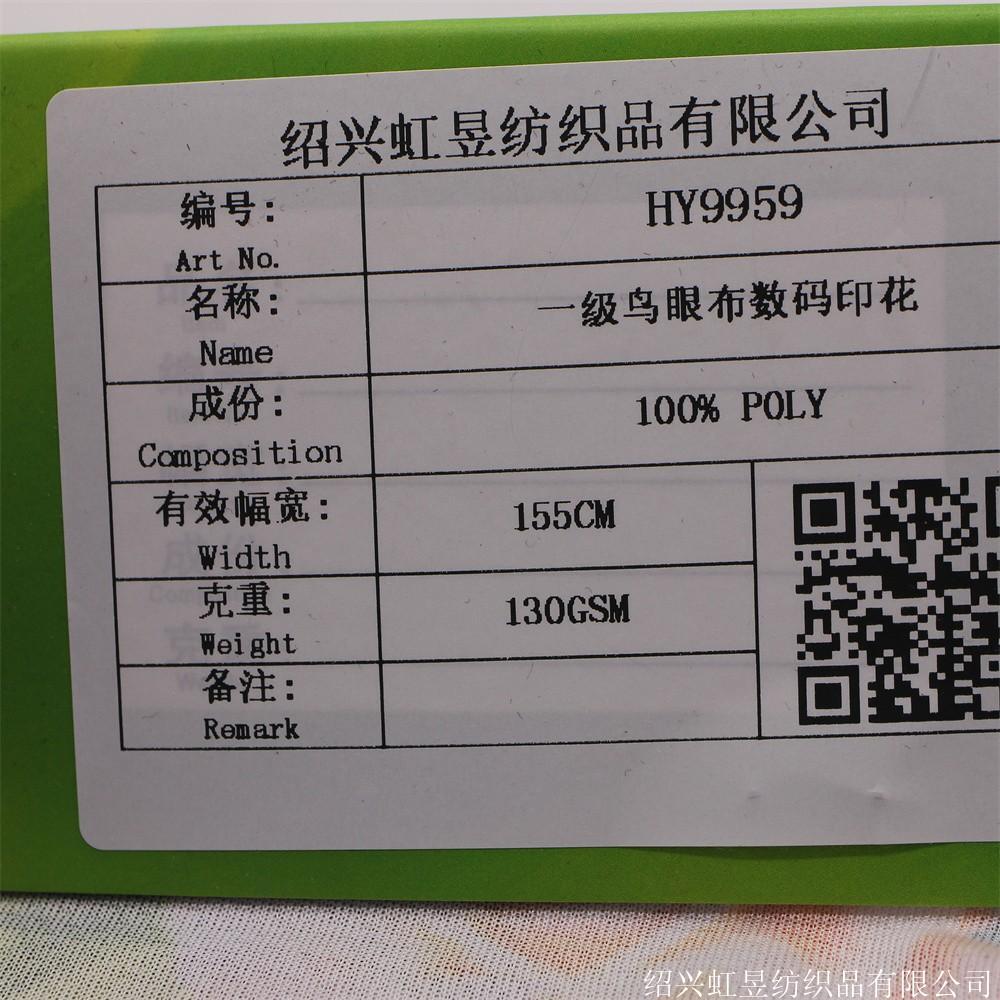 绍兴虹昱纺织品有限公司
编号:
Art No.
HY9959
名称:
Name
一级鸟眼布数码印花
成份:
Composition
100% POLY
有效幅宽:
Width
155CM
克重:
Weight
130GSM
备注:
Remark
绍兴虹昱纺织品有限公司